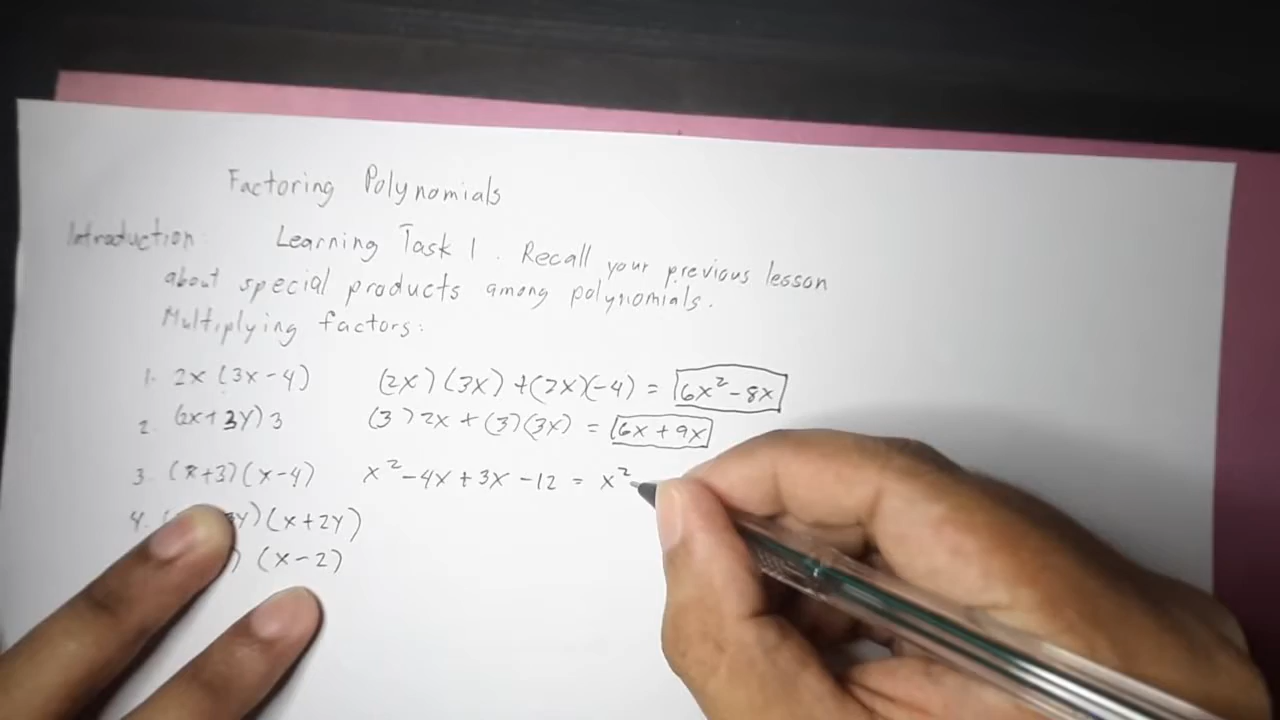 Factoring Polynomials
Introduction: Learning Task 1. Recall your previous lesson
about special products among polynomials.
Multiplying factors:
1. 2x (3x-4) (2x)(3x) + (2x)(-4) = 6x² - 8x
2. (2x+3y)3 (3)2x + (3)(3x) = 6x + 9x
3. (x+3)(x-4) x² - 4x + 3x - 12 = x²
4. y)(x+2y)
) (x-2)